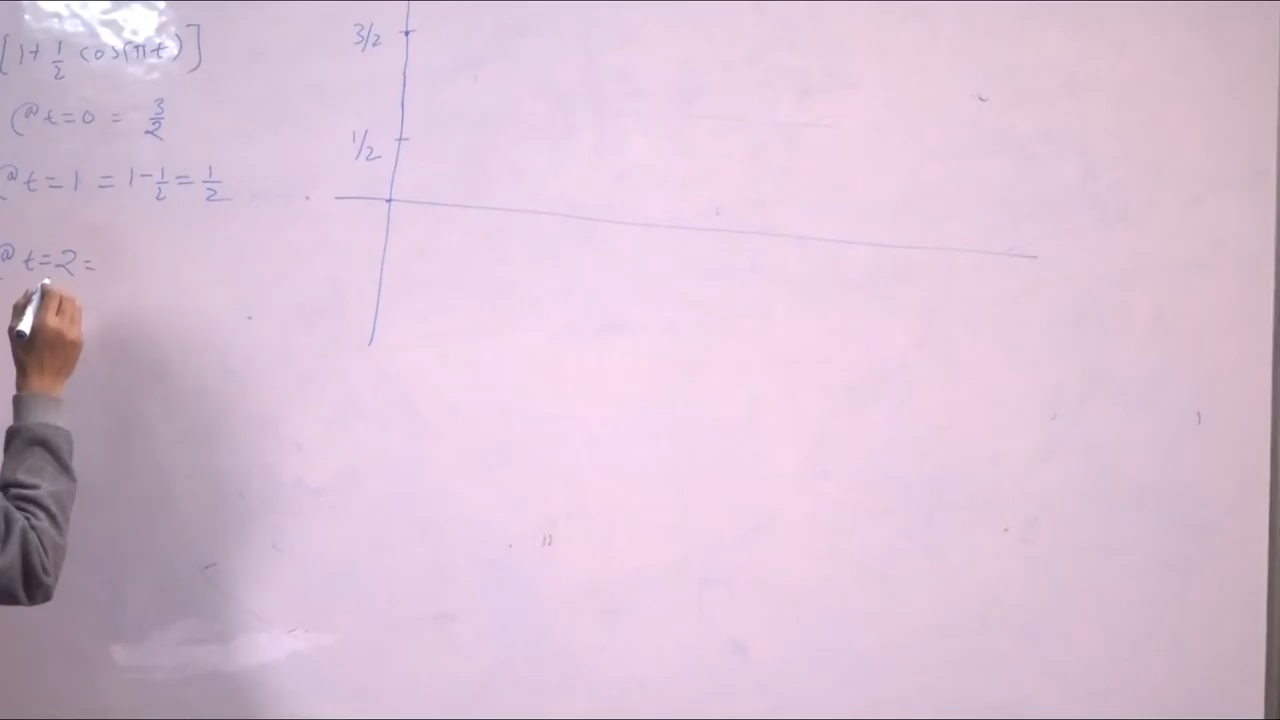 [1+ 1/2 cos(πt)]
@t=0 = 3/2
@t=1 = 1-1/2 = 1/2
@t=2=
3/2
1/2